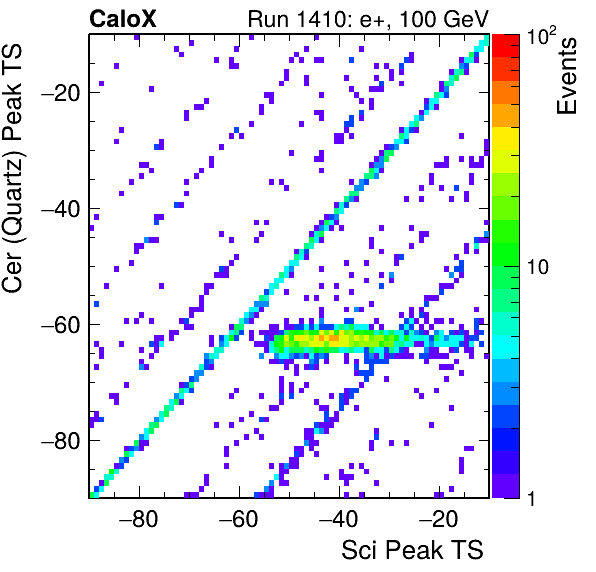 CaloX Run 1410: e+, 100 GeV
Cer (Quartz) Peak TS
−20
−40
−60
−80
−80 −60 −40 −20
Sci Peak TS
10²
10
1
Events